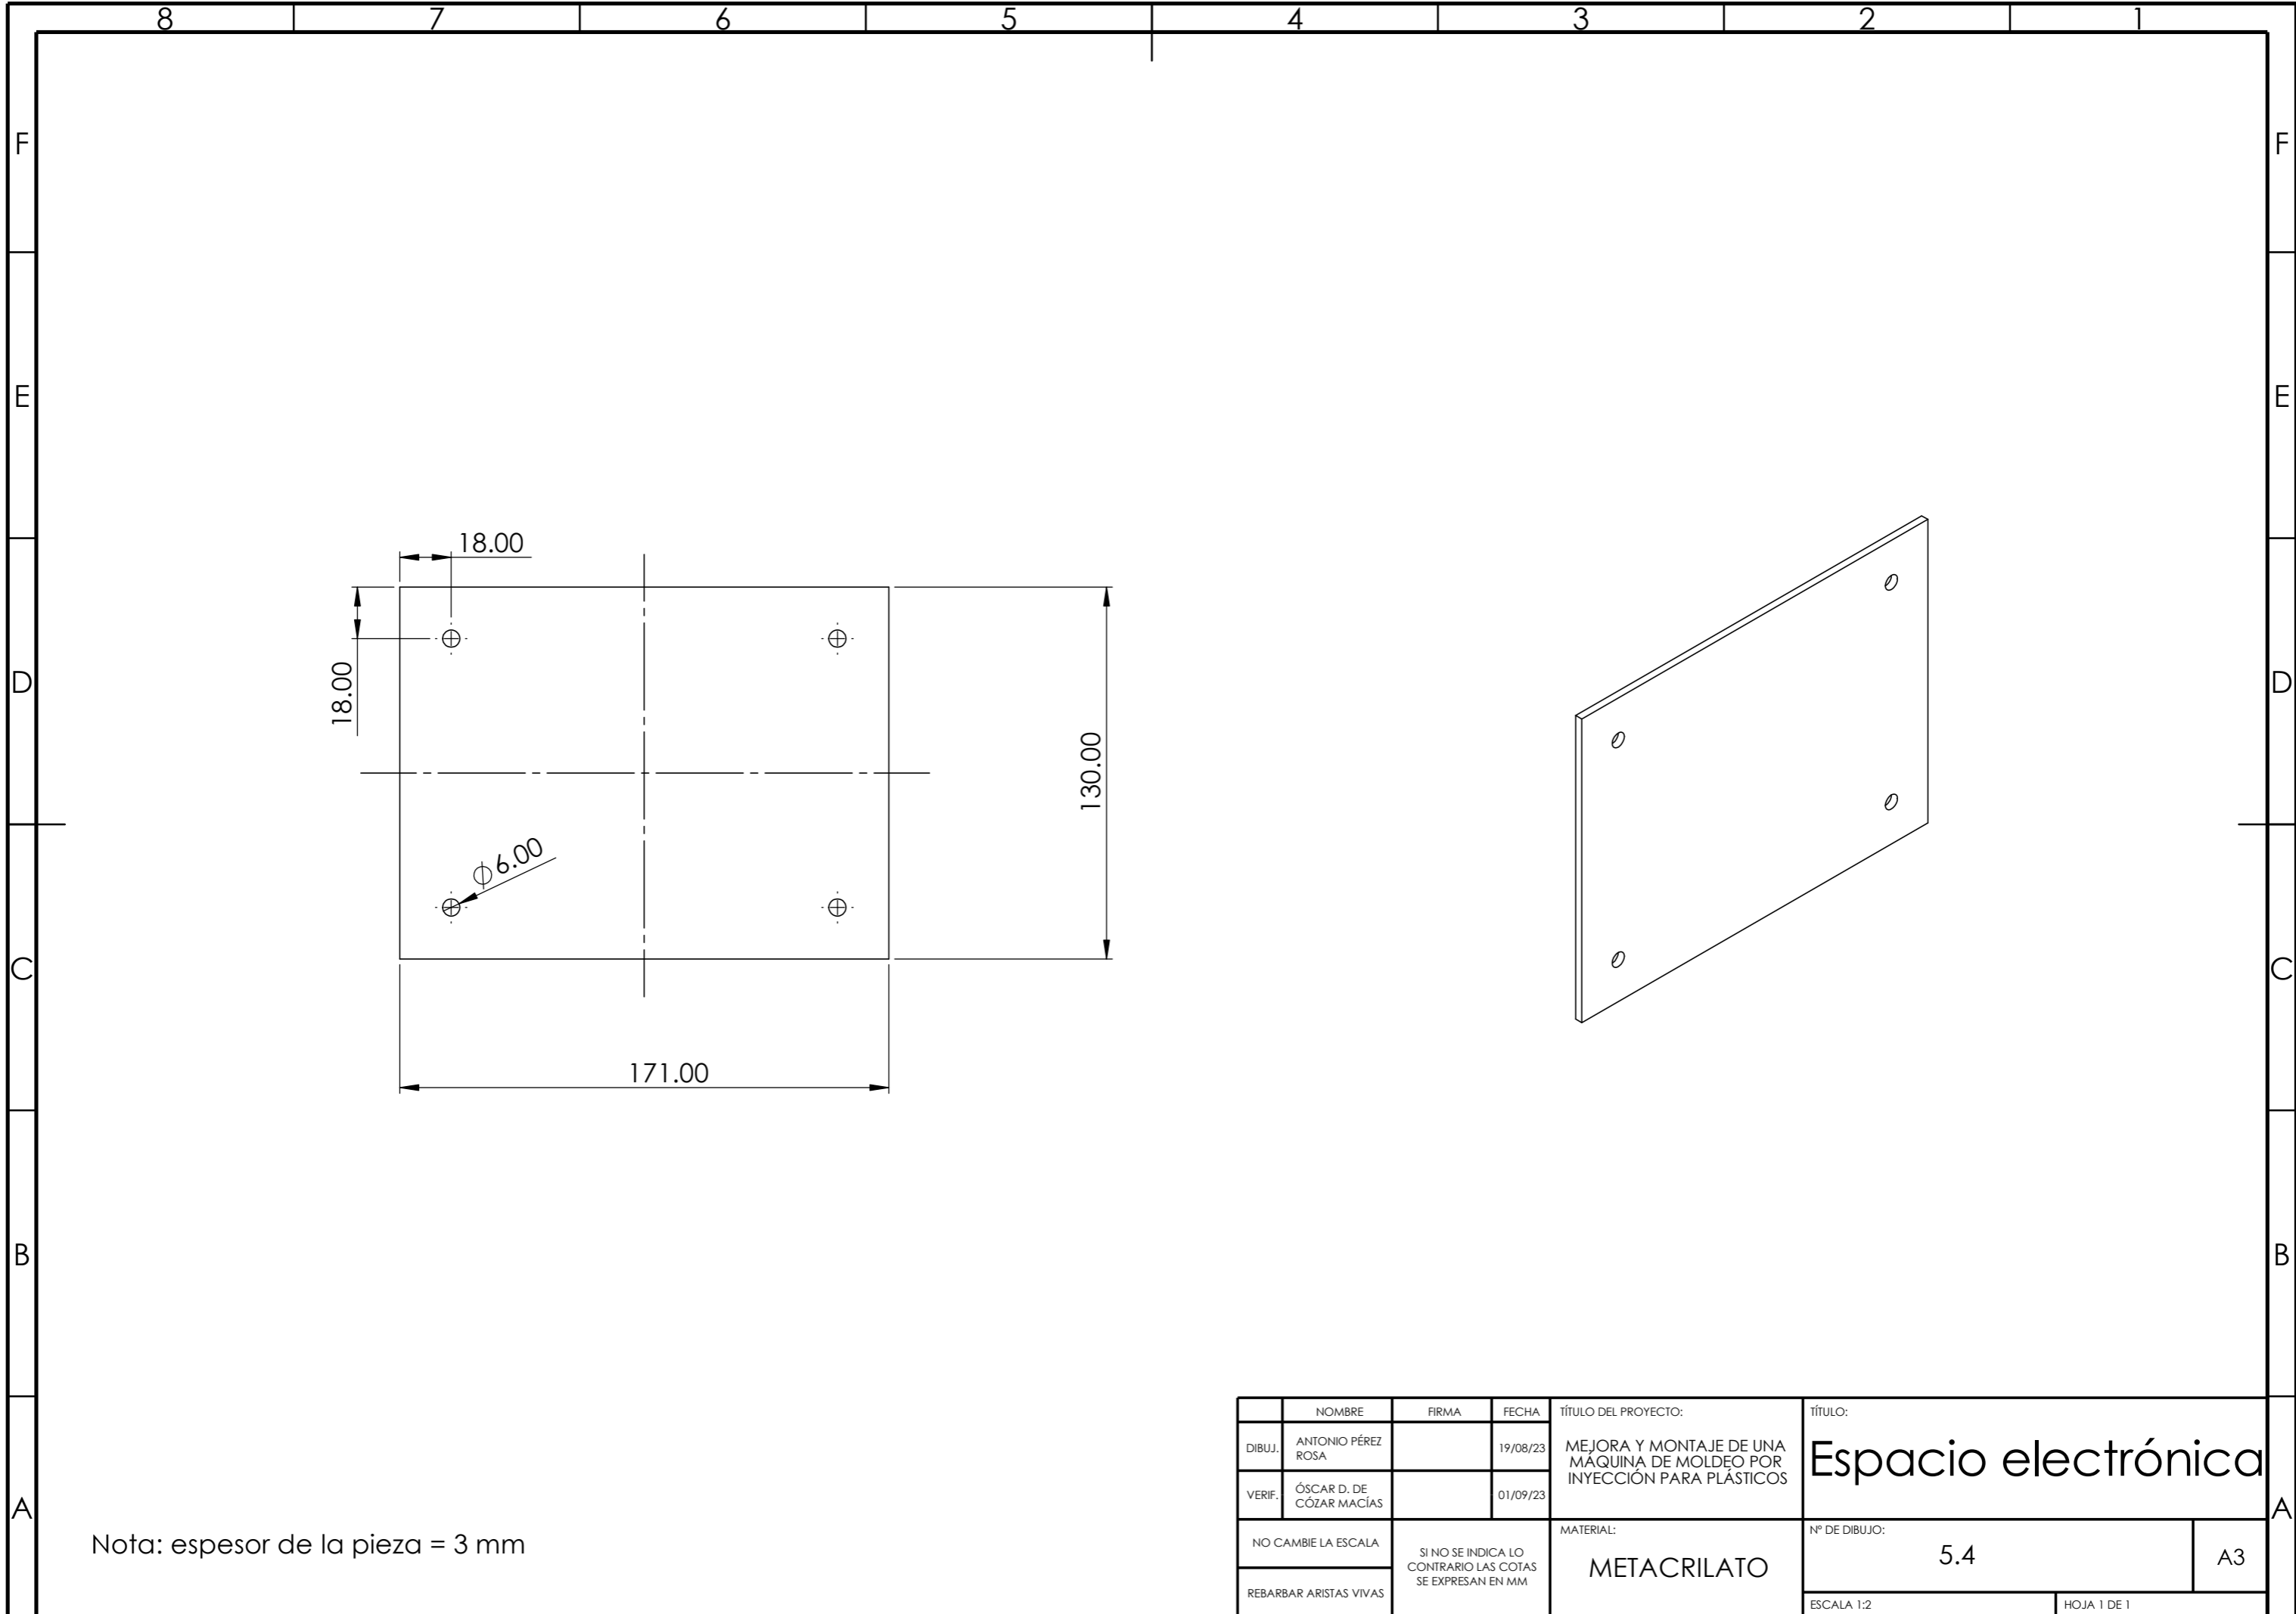 8 7 6 5 4 3 2 1
F F
E E
D D
C C
B B
A A
18.00
18.00
130.00
⌀ 6.00
171.00
Nota: espesor de la pieza = 3 mm
NOMBRE FIRMA FECHA
DIBUJ. ANTONIO PÉREZ
ROSA
19/08/23
VERIF. ÓSCAR D. DE
CÓZAR MACÍAS
01/09/23
NO CAMBIE LA ESCALA
REBARBAR ARISTAS VIVAS
SI NO SE INDICA LO
CONTRARIO LAS COTAS
SE EXPRESAN EN MM
TÍTULO DEL PROYECTO:
MEJORA Y MONTAJE DE UNA
MÁQUINA DE MOLDEO POR
INYECCIÓN PARA PLÁSTICOS
MATERIAL:
METACRILATO
TÍTULO:
Espacio electrónica
Nº DE DIBUJO:
5.4
A3
ESCALA 1:2
HOJA 1 DE 1